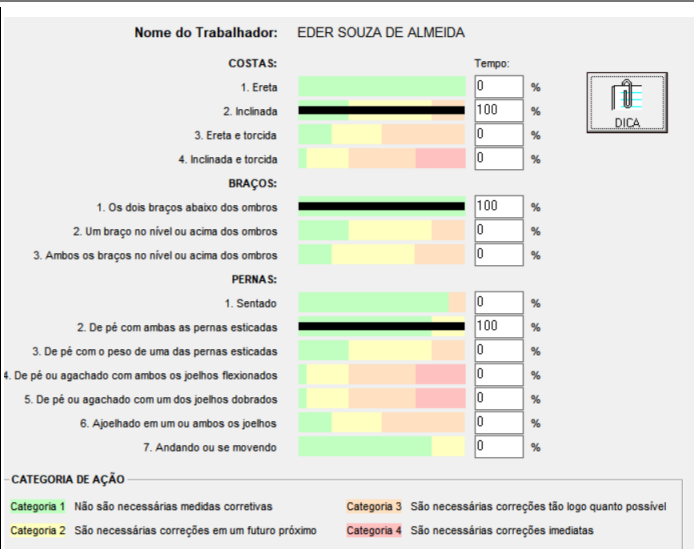 Nome do Trabalhador: EDER SOUZA DE ALMEIDA
COSTAS: Tempo:
1. Ereta 0 %
2. Inclinada 100 %
3. Ereta e torcida 0 %
4. Inclinada e torcida 0 %
DICA
BRAÇOS:
1. Os dois braços abaixo dos ombros 100 %
2. Um braço no nível ou acima dos ombros 0 %
3. Ambos os braços no nível ou acima dos ombros 0 %
PERNAS:
1. Sentado 0 %
2. De pé com ambas as pernas esticadas 100 %
3. De pé com o peso de uma das pernas esticadas 0 %
4. De pé ou agachado com ambos os joelhos flexionados 0 %
5. De pé ou agachado com um dos joelhos dobrados 0 %
6. Ajoelhado em um ou ambos os joelhos 0 %
7. Andando ou se movendo 0 %
CATEGORIA DE AÇÃO
Categoria 1 Não são necessárias medidas corretivas Categoria 3 São necessárias correções tão logo quanto possível
Categoria 2 São necessárias correções em um futuro próximo Categoria 4 São necessárias correções imediatas